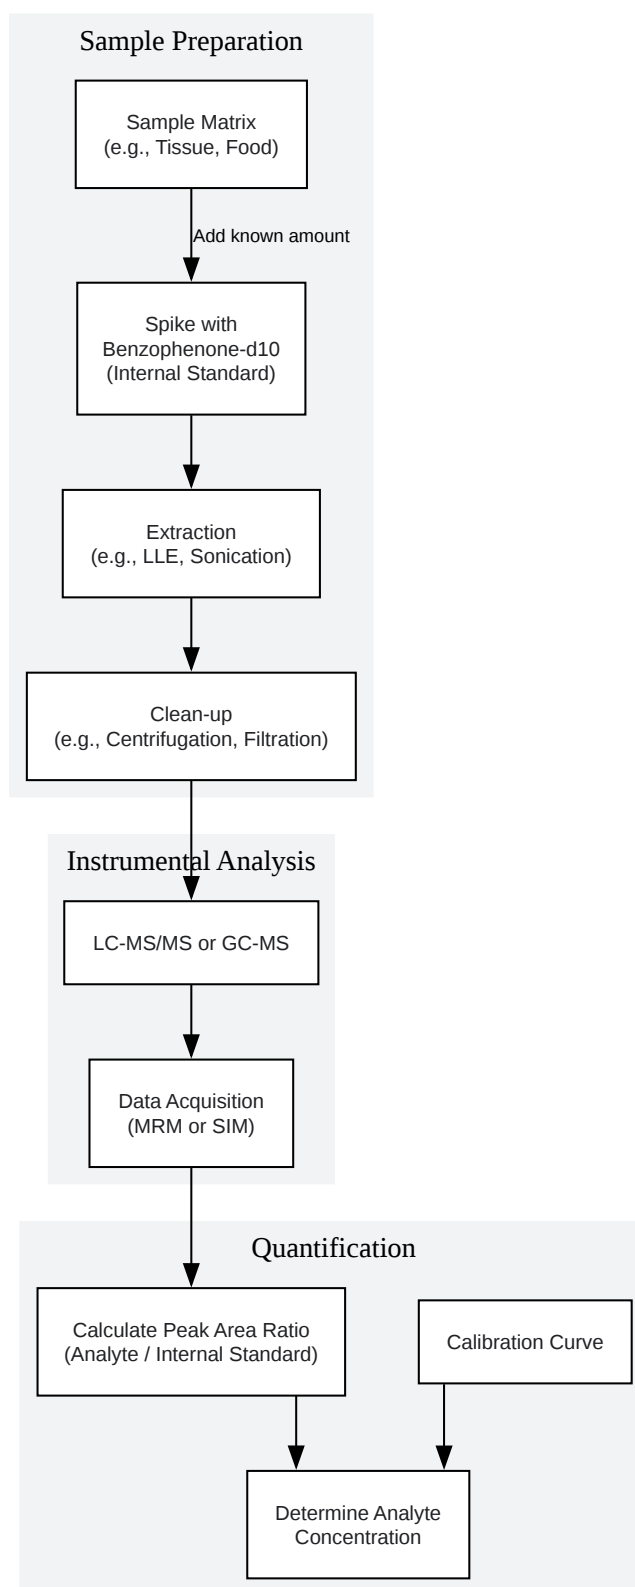 Sample Preparation
Sample Matrix
(e.g., Tissue, Food)
Add known amount
Spike with
Benzophenone-d10
(Internal Standard)
Extraction
(e.g., LLE, Sonication)
Clean-up
(e.g., Centrifugation, Filtration)
Instrumental Analysis
LC-MS/MS or GC-MS
Data Acquisition
(MRM or SIM)
Quantification
Calculate Peak Area Ratio
(Analyte / Internal Standard)
Calibration Curve
Determine Analyte
Concentration